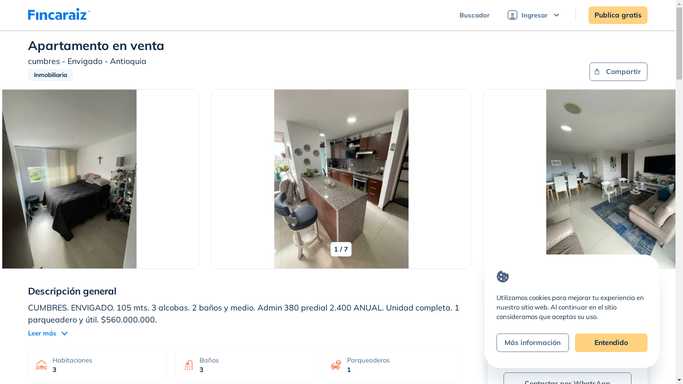 Fincaraiz
Buscador
Ingresar
Publica gratis
Apartamento en venta
cumbres - Envigado - Antioquia
Inmobiliaria
Compartir
1 / 7
Descripción general
CUMBRES. ENVIGADO. 105 mts. 3 alcobas. 2 baños y medio. Admin 380 predial 2.400 ANUAL. Unidad completa. 1
parqueadero y útil. $560.000.000.
Leer más
Habitaciones
3
Baños
3
Parqueaderos
1
Utilizamos cookies para mejorar tu experiencia en
nuestro sitio web. Al continuar en el sitio
consideramos que aceptas su uso.
Más información
Entendido
Contactar por WhatsApp